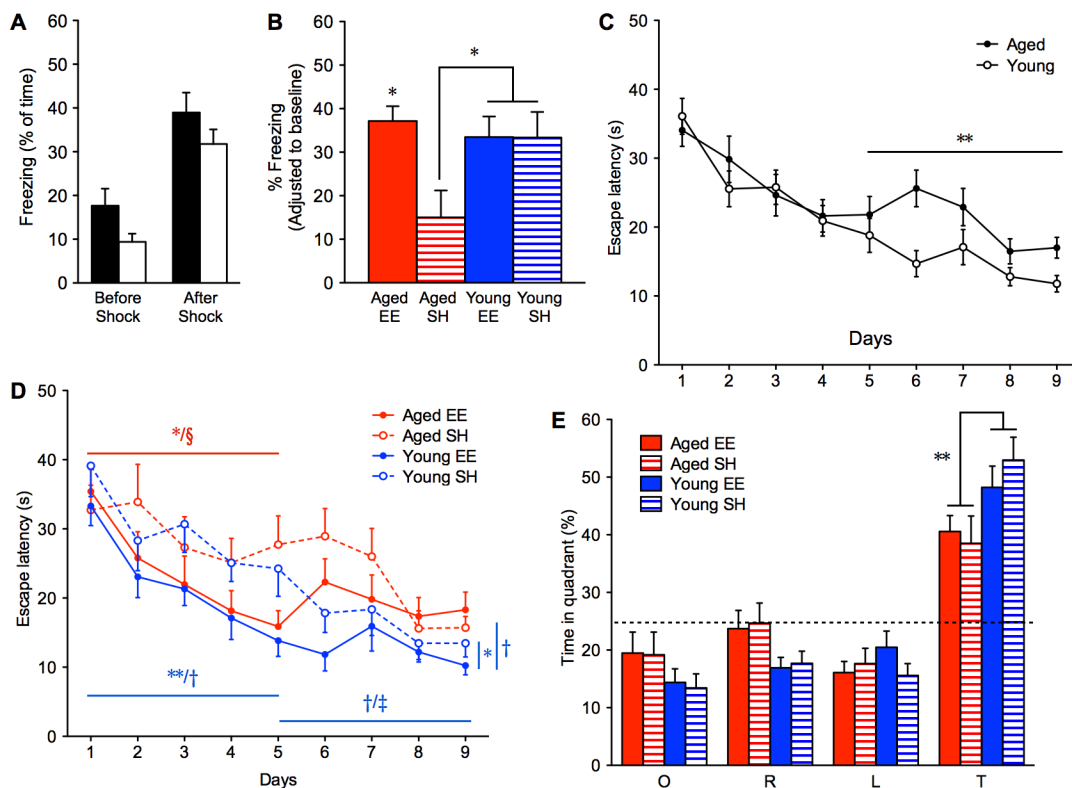 A
Freezing (% of time)
60
50
40
30
20
10
0
Before
Shock
After
Shock
B
% Freezing
(Adjusted to baseline)
60
50
40
30
20
10
0
*
*
Aged
EE
Aged
SH
Young
EE
Young
SH
C
Escape latency (s)
50
40
30
20
10
0
Aged
Young
**
Days
1 2 3 4 5 6 7 8 9
D
Escape latency (s)
50
40
30
20
10
0
Aged EE
Aged SH
Young EE
Young SH
*/§
**/†
†/‡
*
†
1 2 3 4 5 6 7 8 9
Days
E
Time in quadrant (%)
60
50
40
30
20
10
0
Aged EE
Aged SH
Young EE
Young SH
**
O R L T